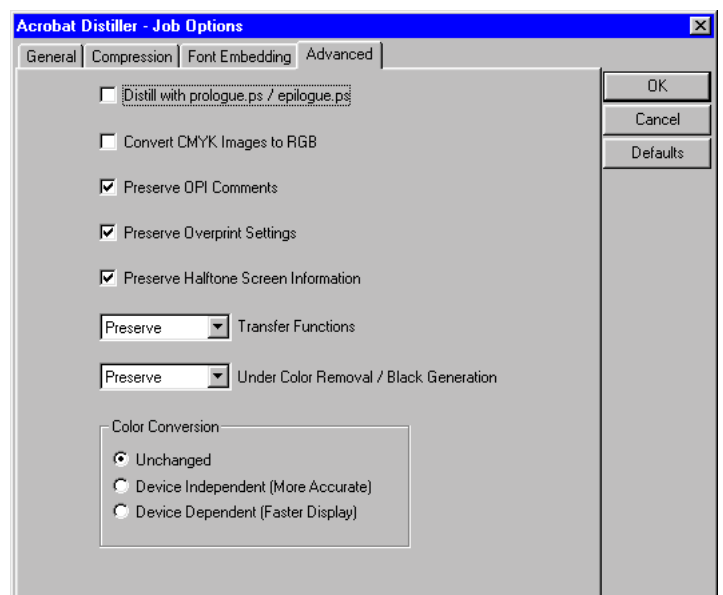 Acrobat Distiller - Job Options
General Compression Font Embedding Advanced
Distill with prologue.ps / epilogue.ps
Convert CMYK Images to RGB
Preserve OPI Comments
Preserve Overprint Settings
Preserve Halftone Screen Information
Preserve Transfer Functions
Preserve Under Color Removal / Black Generation
Color Conversion
Unchanged
Device Independent (More Accurate)
Device Dependent (Faster Display)
OK
Cancel
Defaults